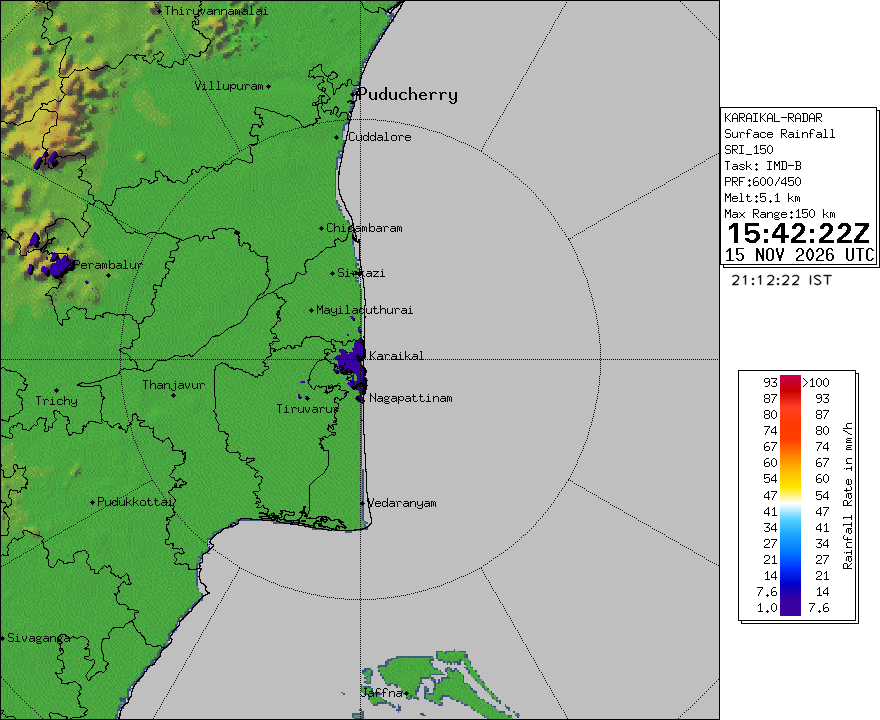 Thiruvannamalai
Villupuram
Puducherry
Cuddalore
Chidambaram
Perambalur
Sirkazi
Mayiladuthurai
Karaikal
Thanjavur
Trichy
Nagapattinam
Tiruvarur
Pudukkottai
Vedaranyam
Sivaganga
Jaffna
KARAIKAL-RADAR
Surface Rainfall
SRI_150
Task: IMD-B
PRF:600/450
Melt:5.1 km
Max Range:150 km
15:42:22Z
15 NOV 2026 UTC
21:12:22 IST
93 >100
87 93
80 87
74 80
67 74
60 67
54 60
47 54
41 47
34 41
27 34
21 27
14 21
7.6 14
1.0 7.6
Rainfall Rate in mm/h